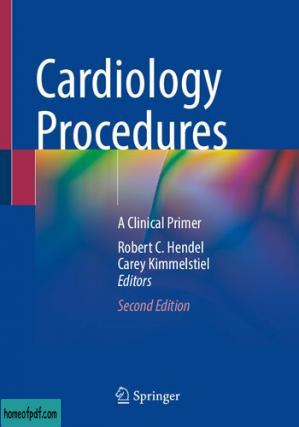 Cardiology
Procedures
A Clinical Primer
Robert C. Hendel
Carey Kimmelstiel
Editors
Second Edition
Springer
homeofpdf.com